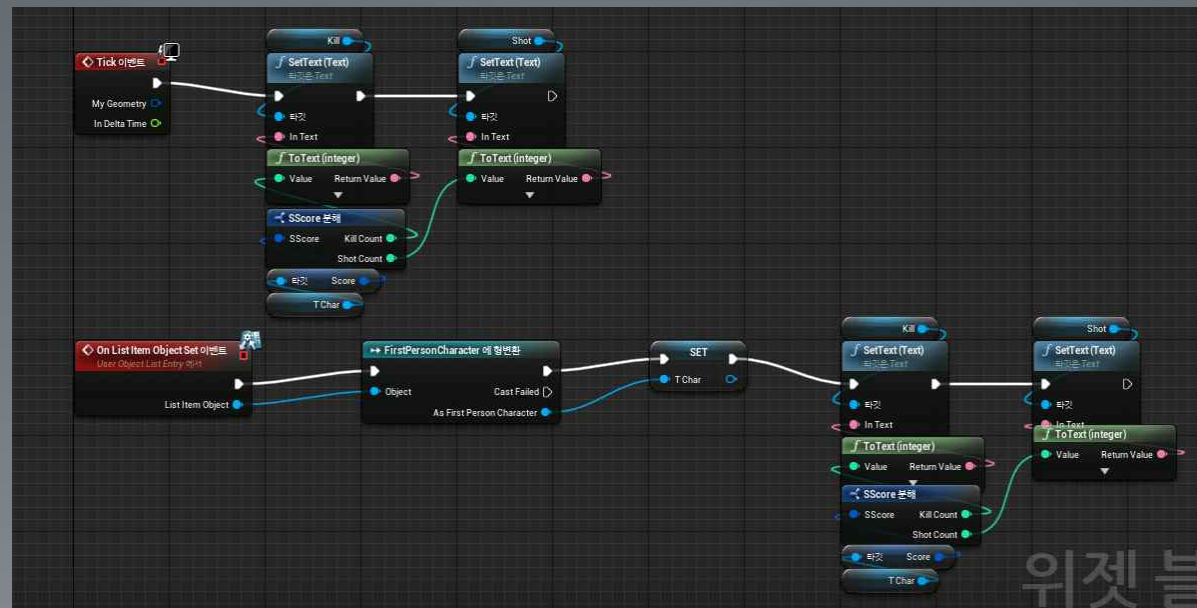 Tick 이벤트
My Geometry
In Delta Time
Kill
SetText (Text)
타깃은 Text
타깃
In Text
ToText (integer)
Value Return Value
SScore 분해
SScore Kill Count
Shot Count
타깃 Score
T Char
Shot
SetText (Text)
타깃은 Text
타깃
In Text
ToText (integer)
Value Return Value
On List Item Object Set 이벤트
User Object List Entry 에서
List Item Object
FirstPersonCharacter 에 형변환
Object
Cast Failed
As First Person Character
SET
T Char
Kill
SetText (Text)
타깃은 Text
타깃
In Text
ToText (integer)
Value Return Value
SScore 분해
SScore Kill Count
Shot Count
타깃 Score
T Char
Shot
SetText (Text)
타깃은 Text
타깃
In Text
ToText (integer)
Value Return Value
위젯 블